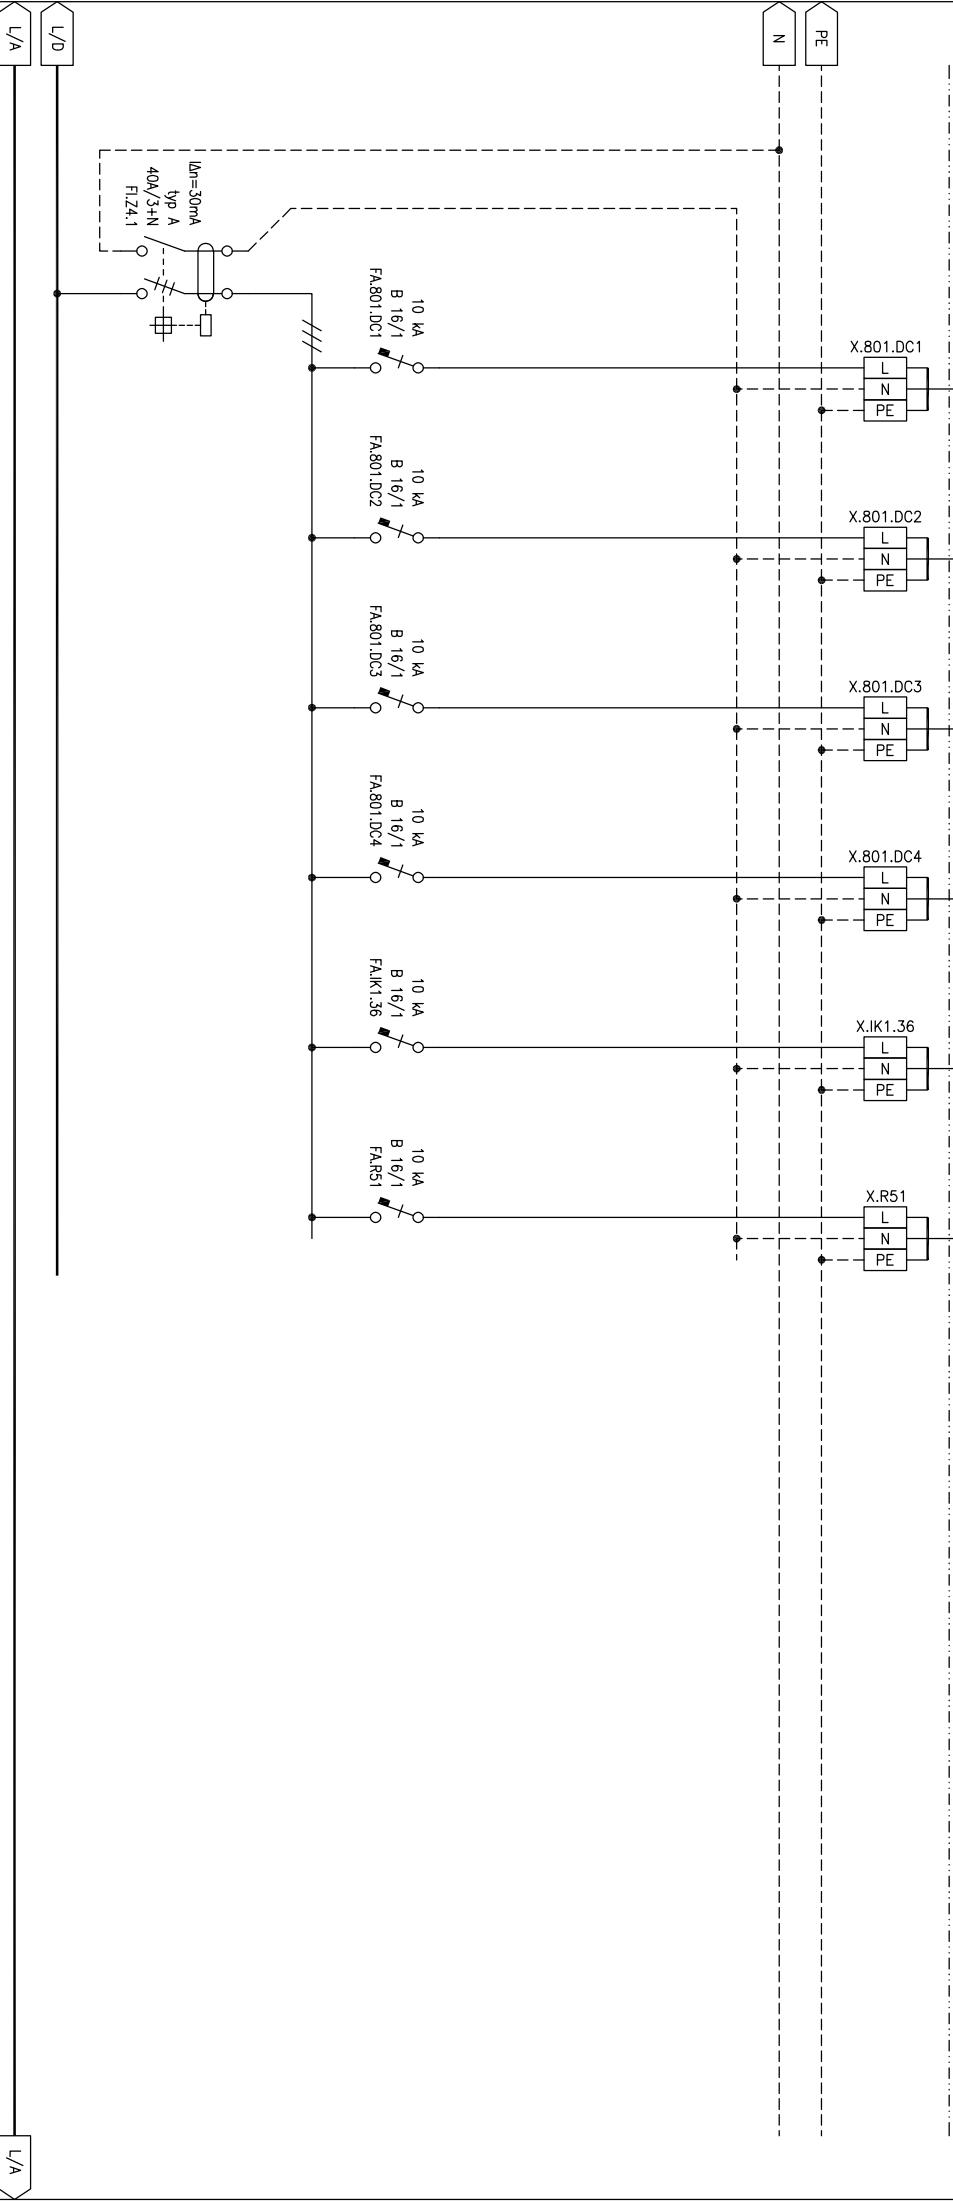 L/A
L/D
N
PE
IΔn=30mA
typ A
40A/3+N
FI.Z4.1
10 kA
B 16/1
FA.801.DC1
X.801.DC1
L
N
PE
10 kA
B 16/1
FA.801.DC2
X.801.DC2
L
N
PE
10 kA
B 16/1
FA.801.DC3
X.801.DC3
L
N
PE
10 kA
B 16/1
FA.801.DC4
X.801.DC4
L
N
PE
10 kA
B 16/1
FA.IK1.36
X.IK1.36
L
N
PE
10 kA
B 16/1
FA.R51
X.R51
L
N
PE
L/A